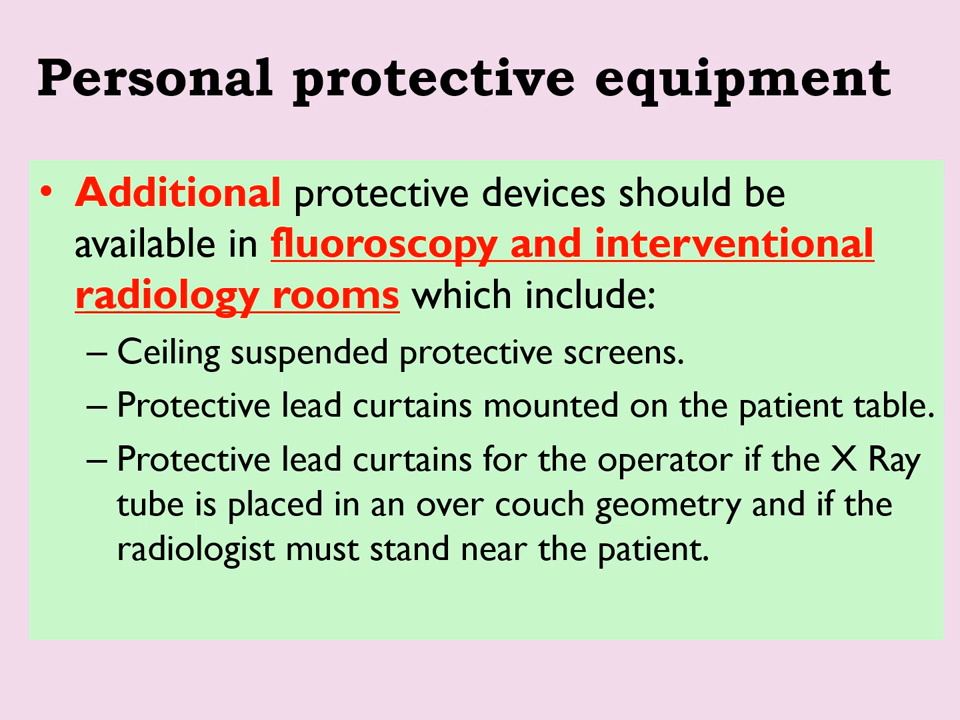 Personal protective equipment
• Additional protective devices should be
available in fluoroscopy and interventional
radiology rooms which include:
– Ceiling suspended protective screens.
– Protective lead curtains mounted on the patient table.
– Protective lead curtains for the operator if the X Ray
tube is placed in an over couch geometry and if the
radiologist must stand near the patient.